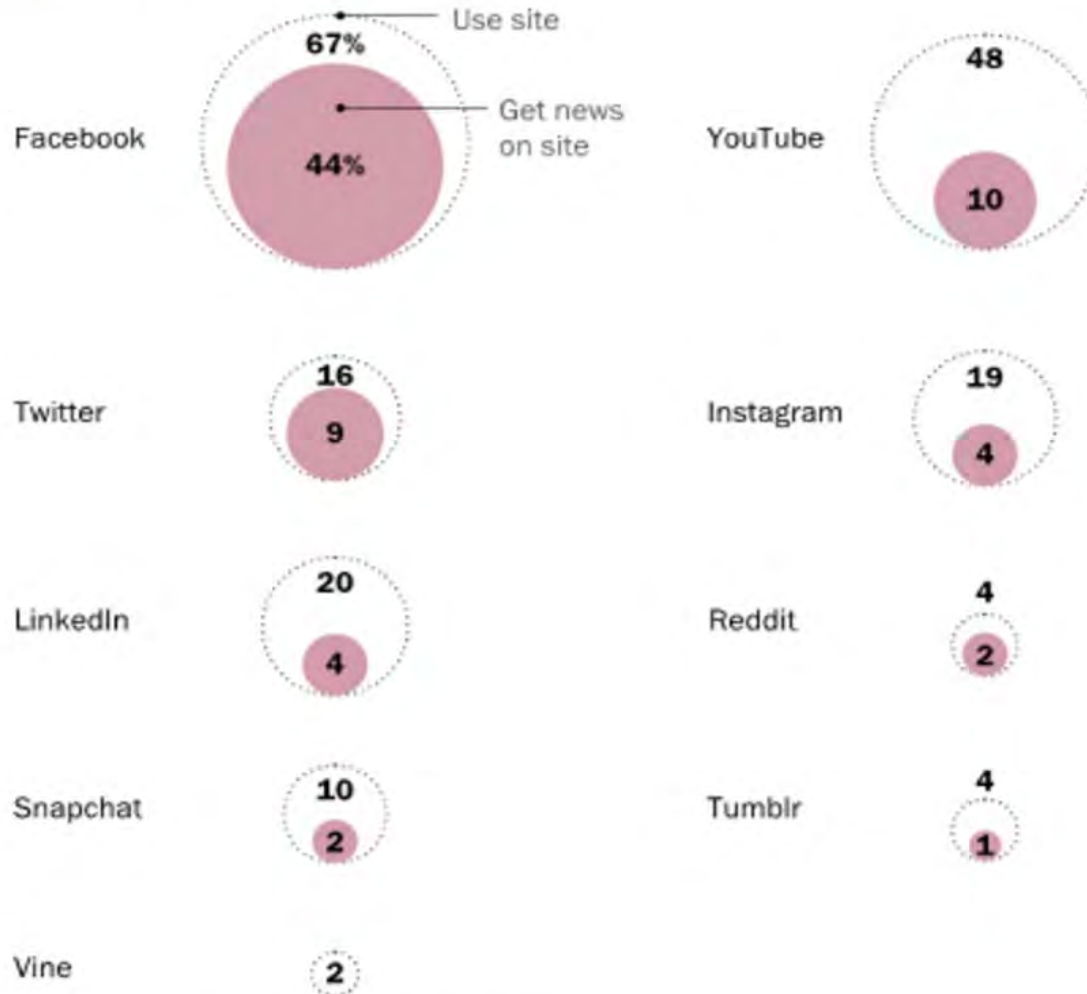 Use site
67%
Get news
on site
Facebook
44%
YouTube
48
10
Twitter
16
9
Instagram
19
4
LinkedIn
20
4
Reddit
4
2
Snapchat
10
2
Tumblr
4
1
Vine
2